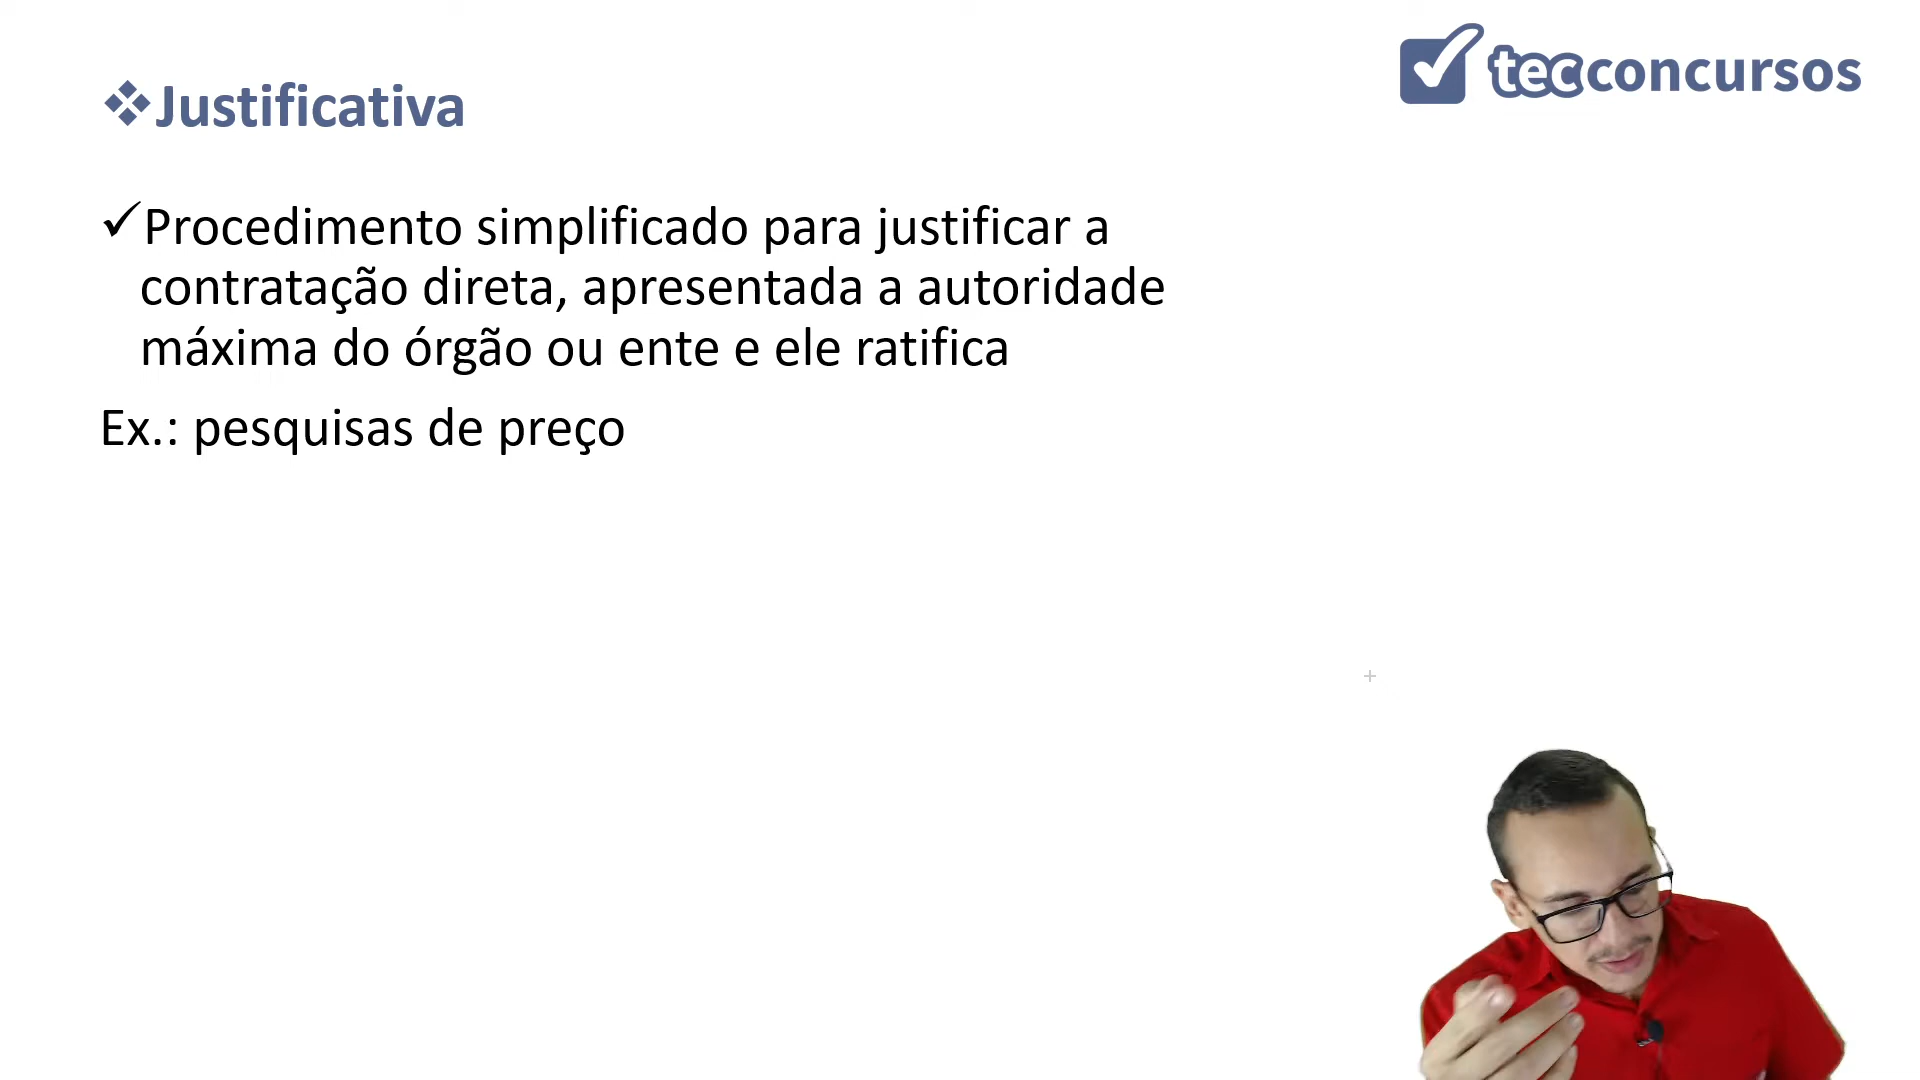 tecconcursos
❖Justificativa
✓Procedimento simplificado para justificar a
contratação direta, apresentada a autoridade
máxima do órgão ou ente e ele ratifica
Ex.: pesquisas de preço